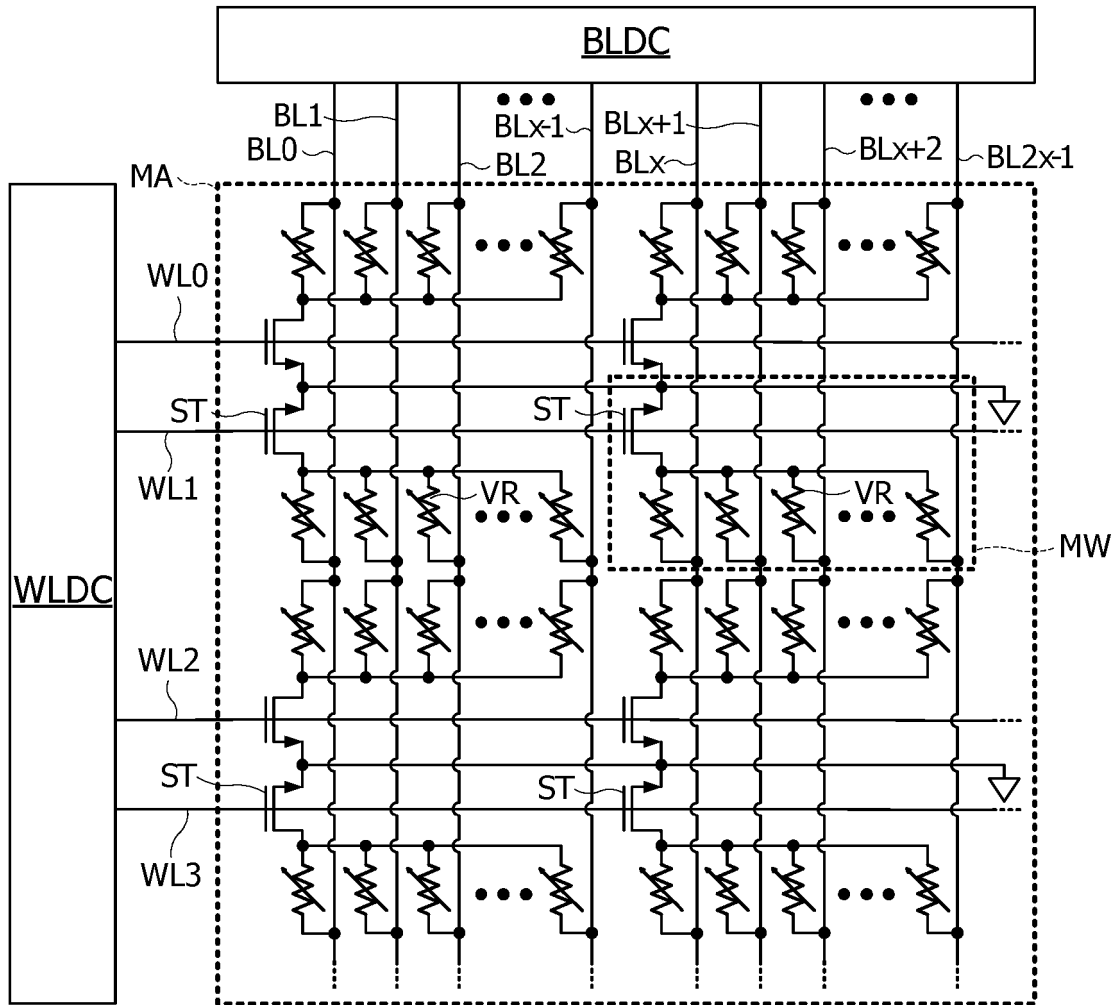 BLDC
BL1
BLx-1
BLx+1
BL0
BL2
BLx
BLx+2
BL2x-1
MA
WL0
ST
ST
WL1
VR
VR
MW
WLDC
WL2
ST
ST
WL3